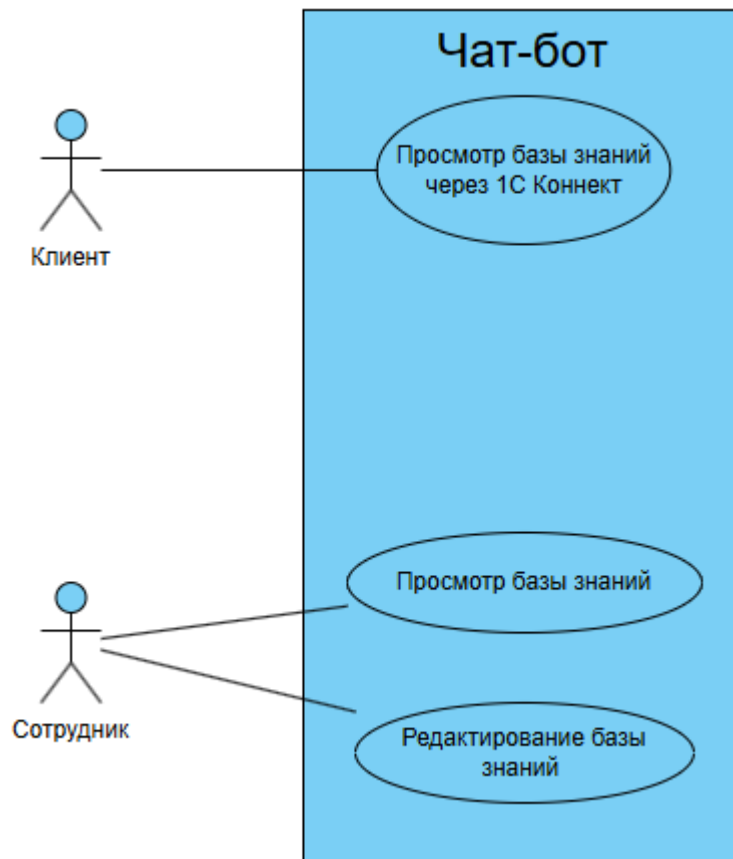 Чат-бот
Просмотр базы знаний
через 1С Коннект
Клиент
Просмотр базы знаний
Сотрудник
Редактирование базы
знаний